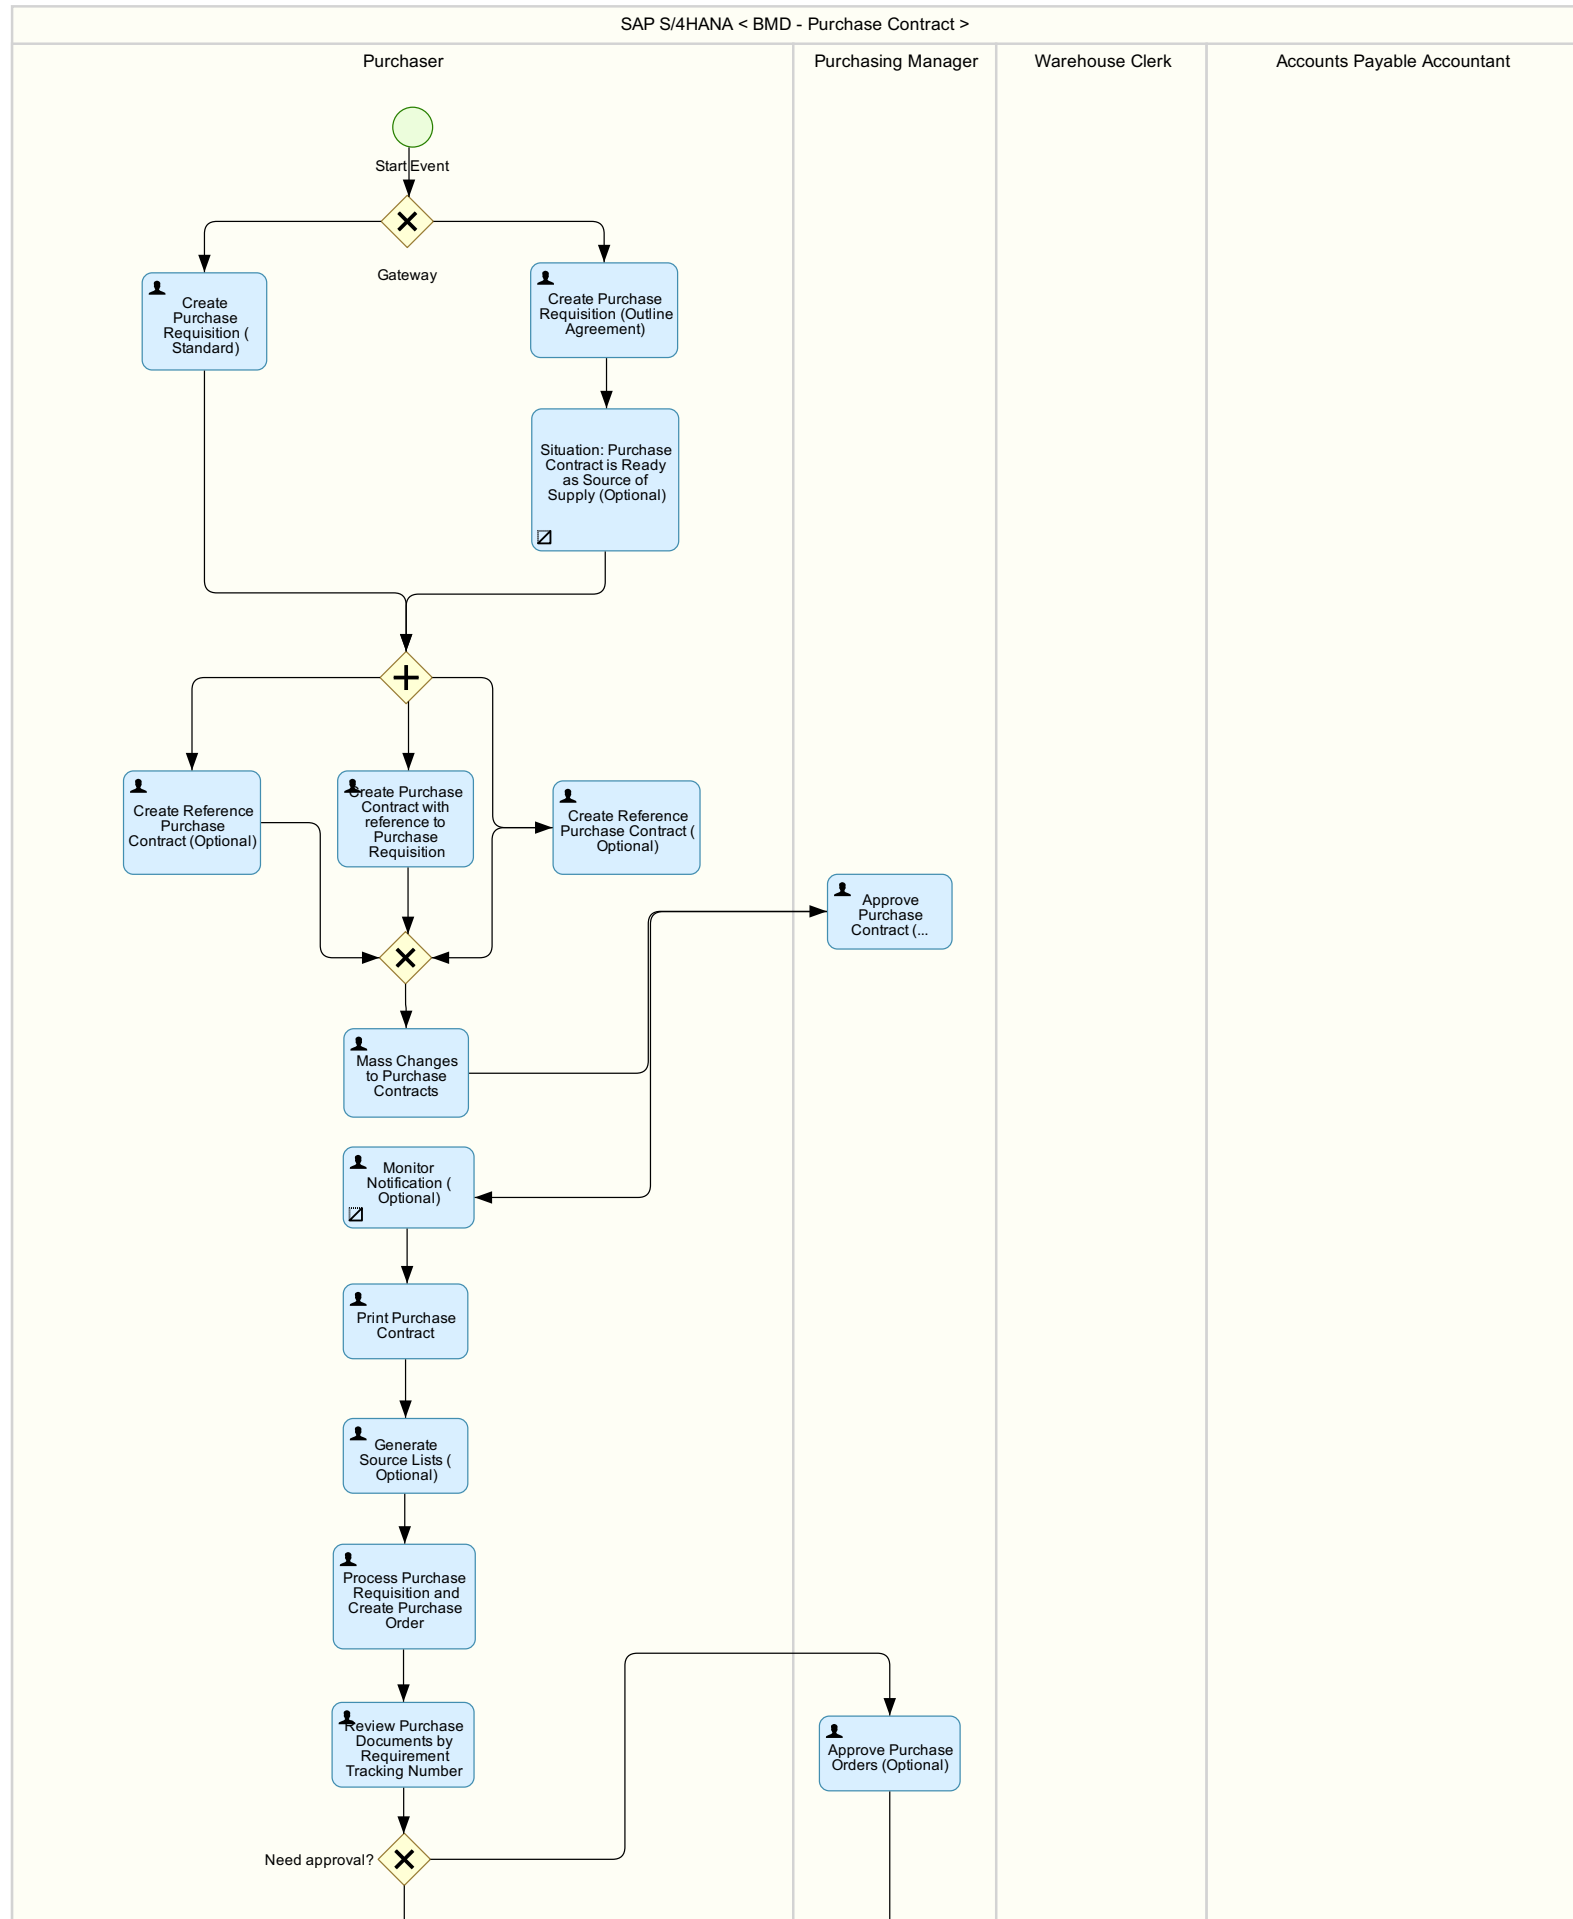 SAP S/4HANA < BMD - Purchase Contract >
Purchaser
Purchasing Manager
Warehouse Clerk
Accounts Payable Accountant
Start Event
Gateway
Create
Purchase
Requisition (
Standard)
Create Purchase
Requisition (Outline
Agreement)
Situation: Purchase
Contract is Ready
as Source of
Supply (Optional)
Create Reference
Purchase
Contract (Optional)
Create Purchase
Contract with
reference to
Purchase
Requisition
Create Reference
Purchase Contract (
Optional)
Approve
Purchase
Contract (...
Mass Changes
to Purchase
Contracts
Monitor
Notification (
Optional)
Print Purchase
Contract
Generate
Source Lists (
Optional)
Process Purchase
Requisition and
Create Purchase
Order
Review Purchase
Documents by
Requirement
Tracking Number
Approve Purchase
Orders (Optional)
Need approval?